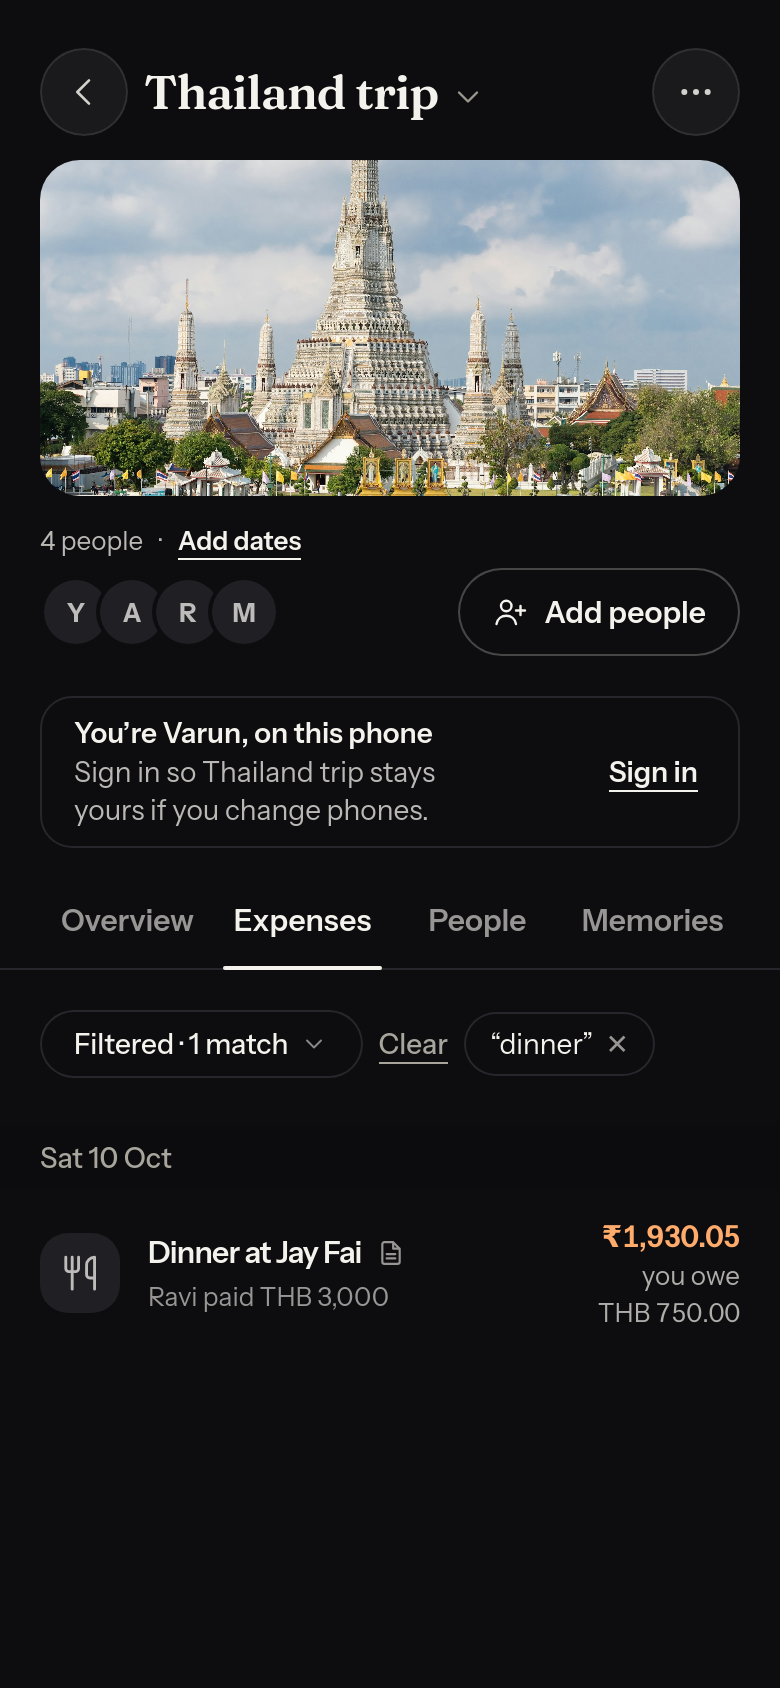 Thailand trip
4 people · Add dates
Y A R M
Add people
You’re Varun, on this phone
Sign in so Thailand trip stays
yours if you change phones.
Sign in
Overview Expenses People Memories
Filtered · 1 match Clear “dinner” ✕
Sat 10 Oct
Dinner at Jay Fai
Ravi paid THB 3,000
₹1,930.05
you owe
THB 750.00